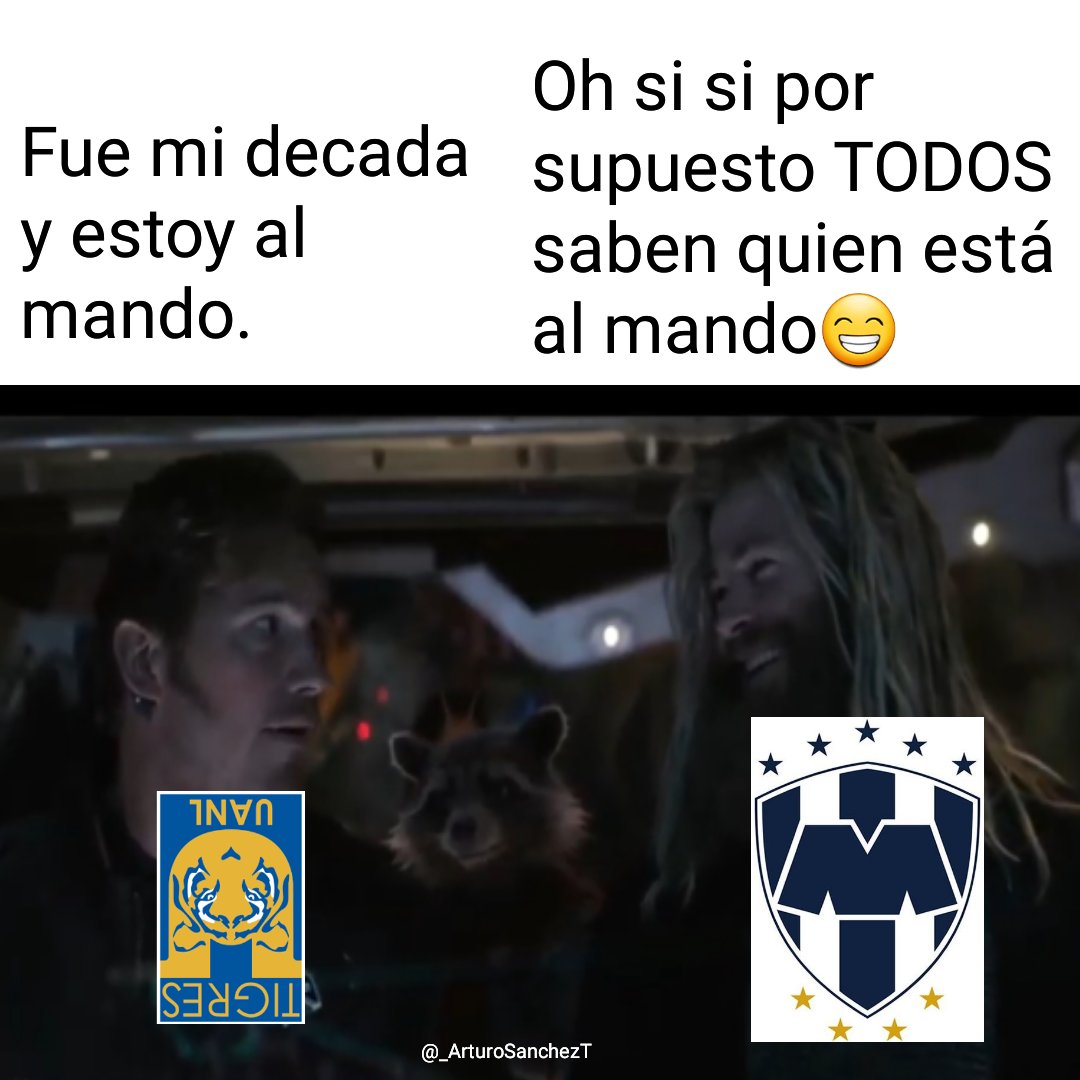 Fue mi decada
y estoy al
mando.
Oh si si por
supuesto TODOS
saben quien está
al mando😁
UANL
TIGRES
M
@_ArturoSanchezT